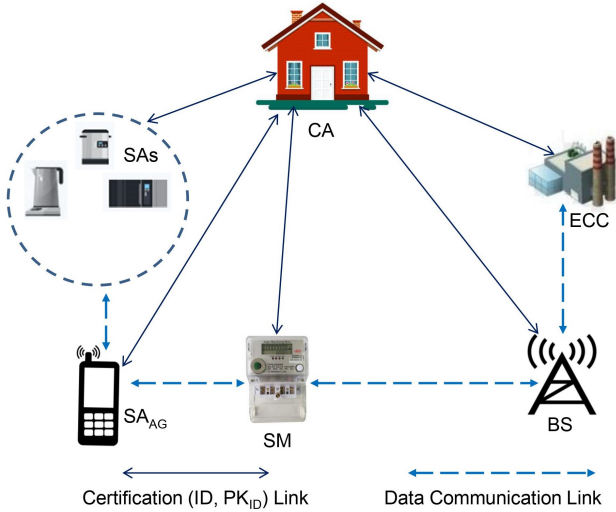 CA
SAs
ECC
SA_AG
SM
BS
Certification (ID, PK_ID) Link
Data Communication Link